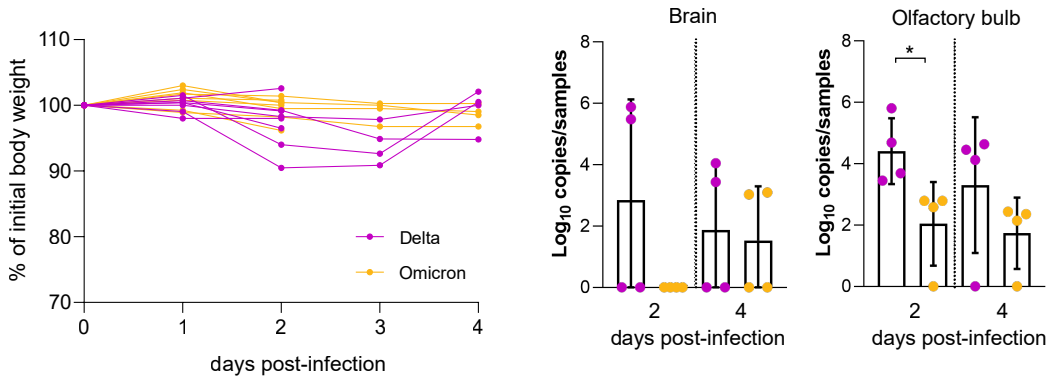 % of initial body weight
110
100
90
80
70
0 1 2 3 4
days post-infection
Delta
Omicron
Brain
Log10 copies/samples
8
6
4
2
0
2 4
days post-infection
Olfactory bulb
Log10 copies/samples
8
6
4
2
0
*
2 4
days post-infection